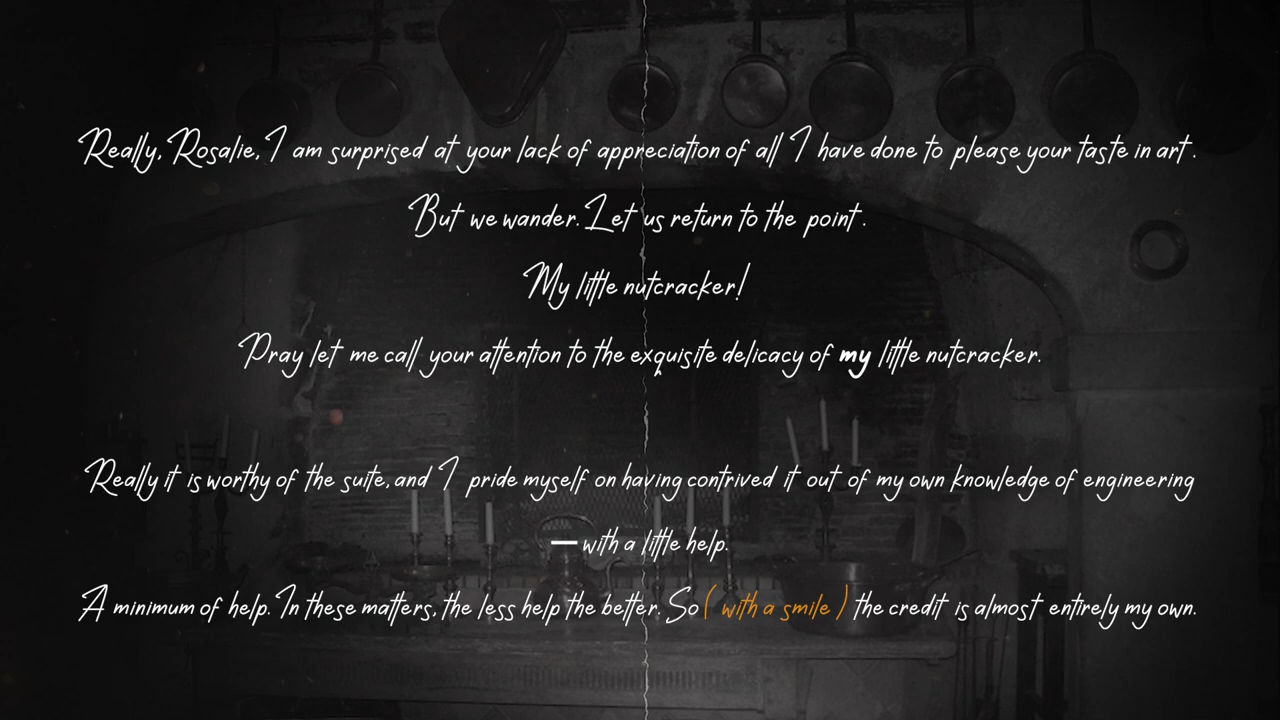 Really, Rosalie, I am surprised at your lack of appreciation of all I have done to please your taste in art.
But we wander. Let us return to the point.
My little nutcracker!
Pray let me call your attention to the exquisite delicacy of my little nutcracker.
Really it is worthy of the suite, and I pride myself on having contrived it out of my own knowledge of engineering
— with a little help.
A minimum of help. In these matters, the less help the better. So ( with a smile ) the credit is almost entirely my own.